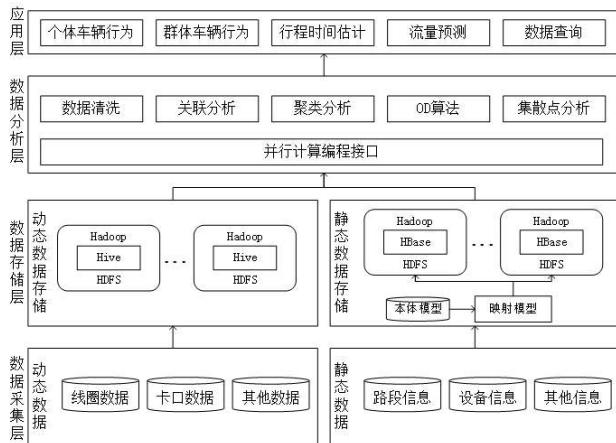 应用层
个体车辆行为
群体车辆行为
行程时间估计
流量预测
数据查询
数据分析层
数据清洗
关联分析
聚类分析
OD算法
集散点分析
并行计算编程接口
数据存储层
动态数据存储
Hadoop
Hive
HDFS
...
Hadoop
Hive
HDFS
静态数据存储
Hadoop
HBase
HDFS
...
Hadoop
HBase
HDFS
本体模型
映射模型
数据采集层
动态数据
线圈数据
卡口数据
其他数据
静态数据
路段信息
设备信息
其他信息